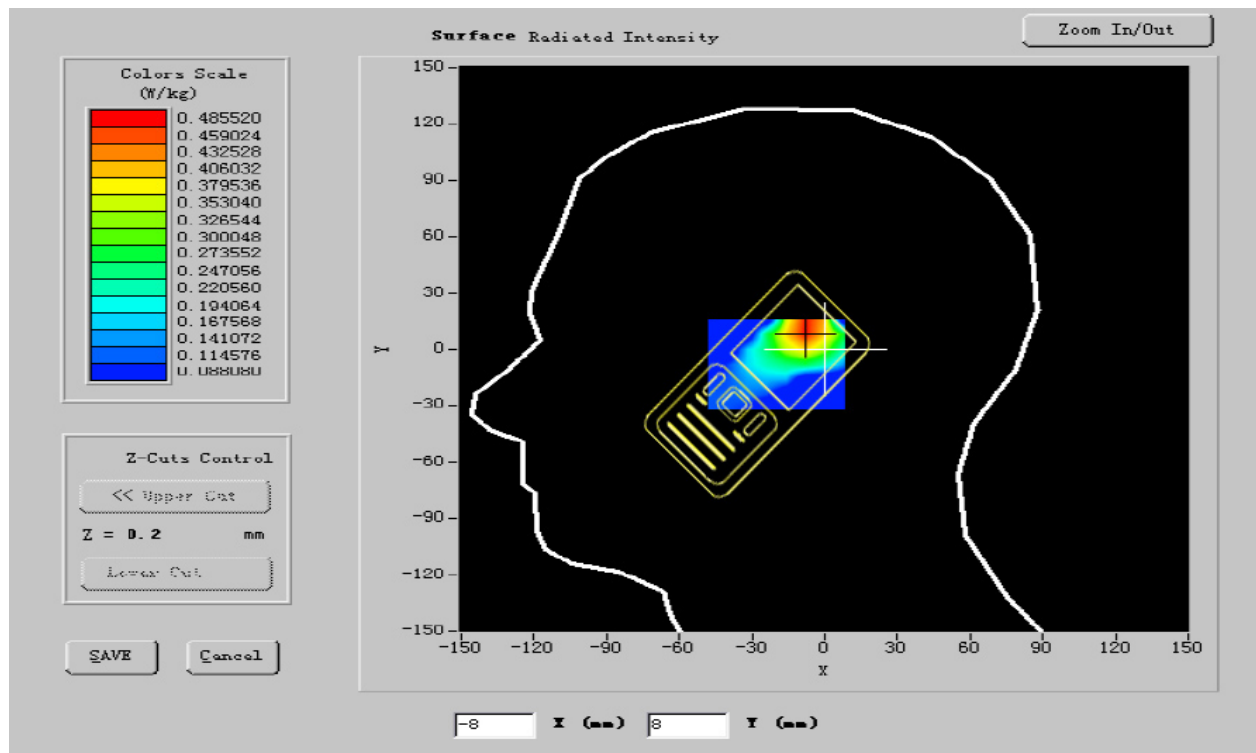 Surface Radiated Intensity
Zoom In/Out
Colors Scale
(W/kg)
0.485520
0.459024
0.432528
0.406032
0.379536
0.353040
0.326544
0.300048
0.273552
0.247056
0.220560
0.194064
0.167568
0.141072
0.114576
0.088080
Z-Cuts Control
<< Upper Cut
Z = 0.2 mm
Lower Cut
SAVE Cancel
150
120
90
60
30
0
-30
-60
-90
-120
-150
Y
-150 -120 -90 -60 -30 0 30 60 90 120 150
X
-8 X (mm) 8 Y (mm)